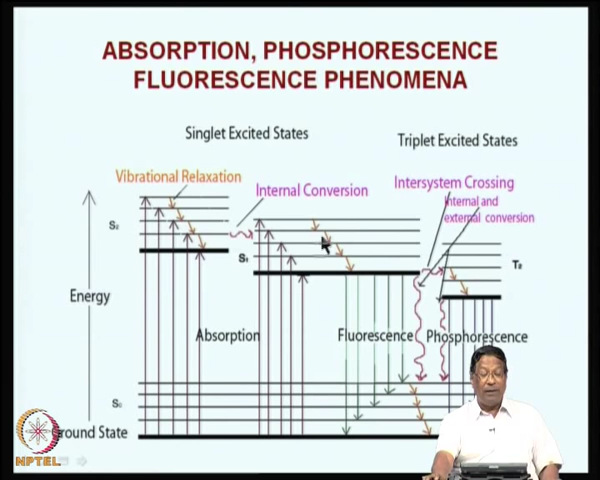 ABSORPTION, PHOSPHORESCENCE
FLUORESCENCE PHENOMENA
Singlet Excited States
Triplet Excited States
Vibrational Relaxation
Internal Conversion
Intersystem Crossing
Internal and
external conversion
S₂
S₁
T₂
Energy
Absorption
Fluorescence
Phosphorescence
Ground State
NPTEL